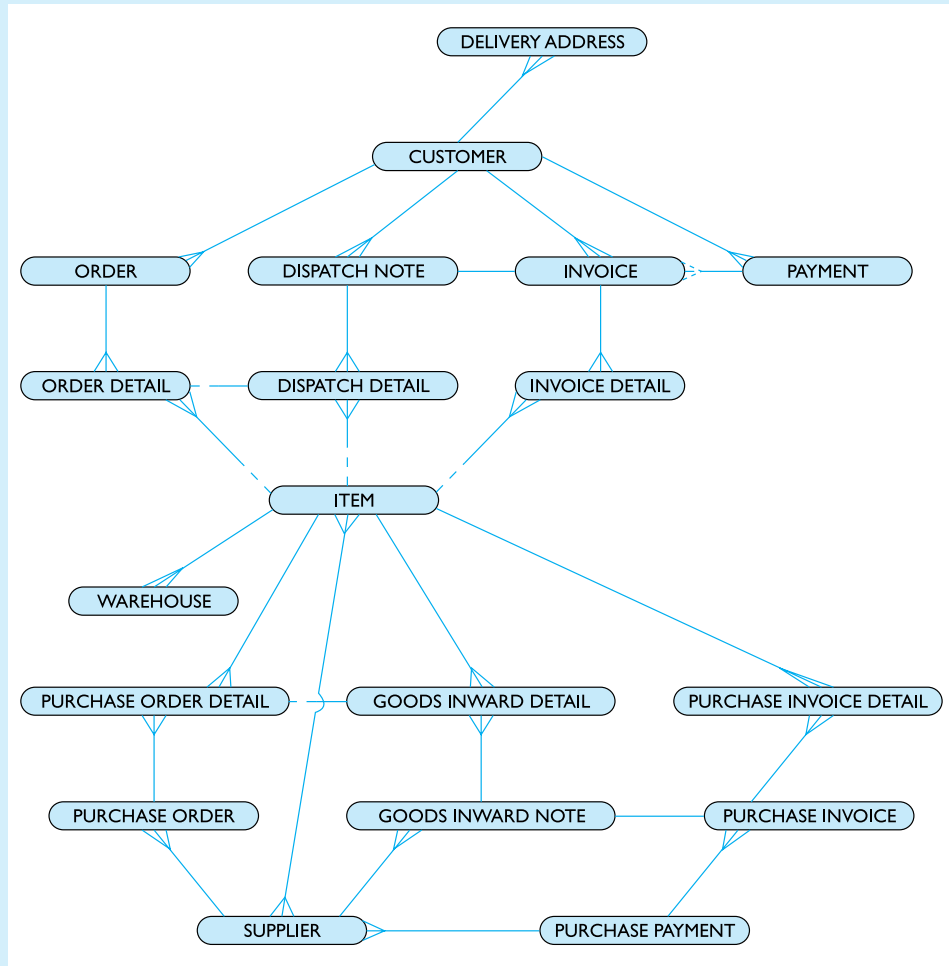 DELIVERY ADDRESS
CUSTOMER
ORDER
DISPATCH NOTE
INVOICE
PAYMENT
ORDER DETAIL
DISPATCH DETAIL
INVOICE DETAIL
ITEM
WAREHOUSE
PURCHASE ORDER DETAIL
GOODS INWARD DETAIL
PURCHASE INVOICE DETAIL
PURCHASE ORDER
GOODS INWARD NOTE
PURCHASE INVOICE
SUPPLIER
PURCHASE PAYMENT